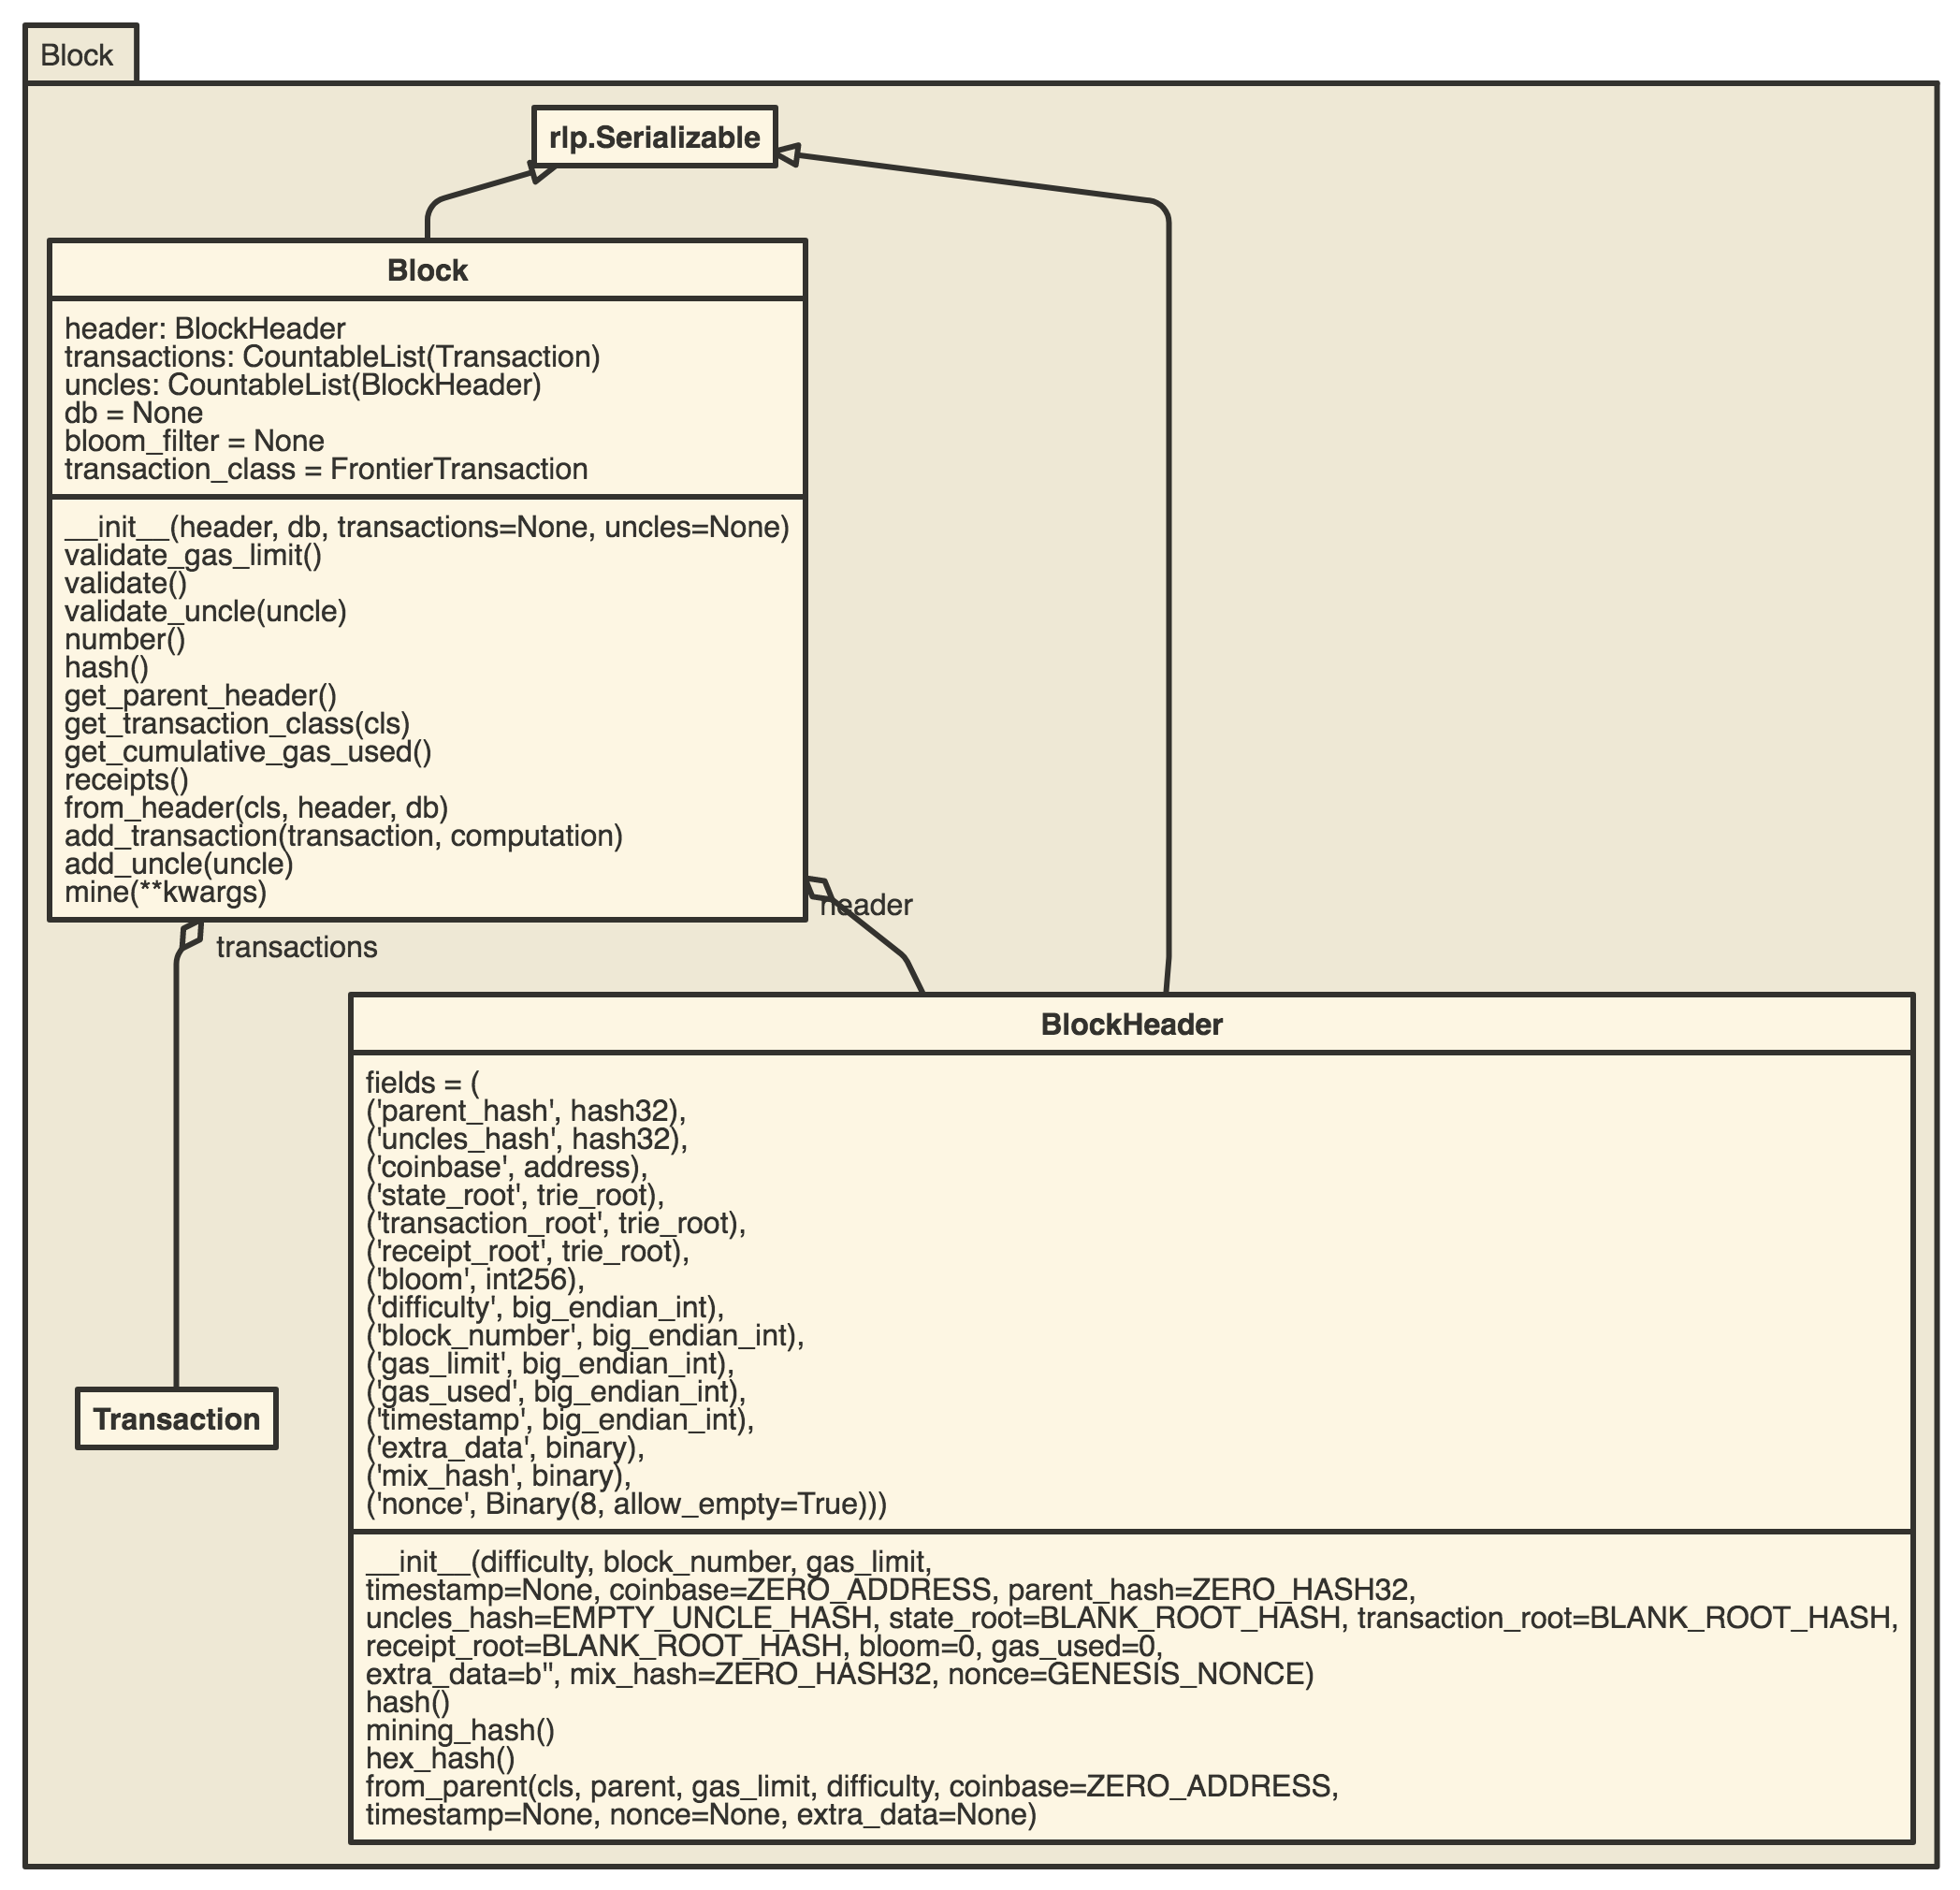 Block
rlp.Serializable
Block
header: BlockHeader
transactions: CountableList(Transaction)
uncles: CountableList(BlockHeader)
db = None
bloom_filter = None
transaction_class = FrontierTransaction
__init__(header, db, transactions=None, uncles=None)
validate_gas_limit()
validate()
validate_uncle(uncle)
number()
hash()
get_parent_header()
get_transaction_class(cls)
get_cumulative_gas_used()
receipts()
from_header(cls, header, db)
add_transaction(transaction, computation)
add_uncle(uncle)
mine(**kwargs)
header
transactions
BlockHeader
fields = (
('parent_hash', hash32),
('uncles_hash', hash32),
('coinbase', address),
('state_root', trie_root),
('transaction_root', trie_root),
('receipt_root', trie_root),
('bloom', int256),
('difficulty', big_endian_int),
('block_number', big_endian_int),
('gas_limit', big_endian_int),
('gas_used', big_endian_int),
('timestamp', big_endian_int),
('extra_data', binary),
('mix_hash', binary),
('nonce', Binary(8, allow_empty=True)))
Transaction
__init__(difficulty, block_number, gas_limit,
timestamp=None, coinbase=ZERO_ADDRESS, parent_hash=ZERO_HASH32,
uncles_hash=EMPTY_UNCLE_HASH, state_root=BLANK_ROOT_HASH, transaction_root=BLANK_ROOT_HASH,
receipt_root=BLANK_ROOT_HASH, bloom=0, gas_used=0,
extra_data=b'', mix_hash=ZERO_HASH32, nonce=GENESIS_NONCE)
hash()
mining_hash()
hex_hash()
from_parent(cls, parent, gas_limit, difficulty, coinbase=ZERO_ADDRESS,
timestamp=None, nonce=None, extra_data=None)